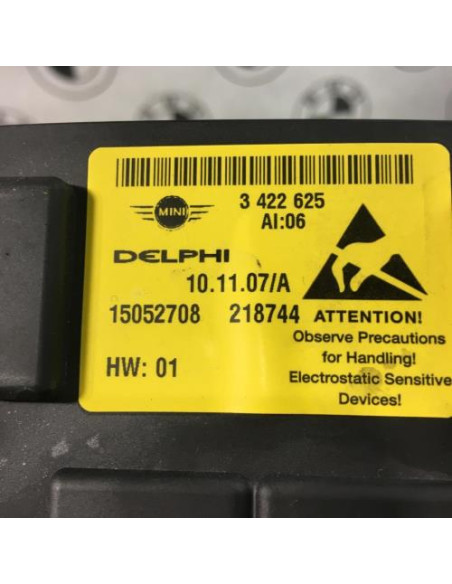 MINI
3 422 625
AI:06
DELPHI
10.11.07/A
15052708 218744
HW: 01
ATTENTION!
Observe Precautions
for Handling!
Electrostatic Sensitive
Devices!